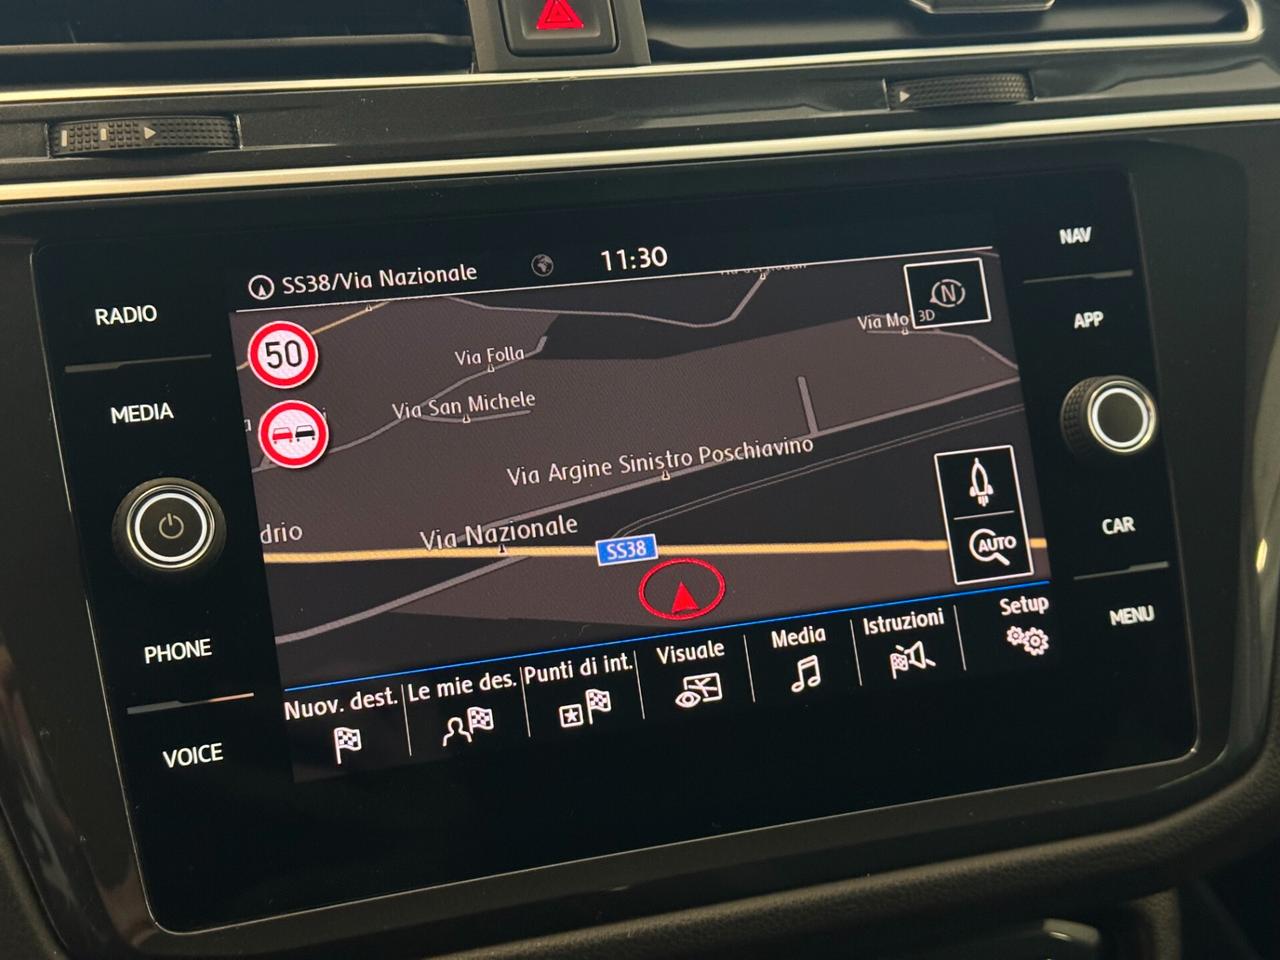 SS38/Via Nazionale
11:30
RADIO
MEDIA
PHONE
VOICE
NAV
APP
CAR
MENU
50
N
3D
Via Mo
Via Folla
Via San Michele
Via Argine Sinistro Poschiavino
drio
Via Nazionale
SS38
AUTO
Nuov. dest.
Le mie des.
Punti di int.
Visuale
Media
Istruzioni
Setup